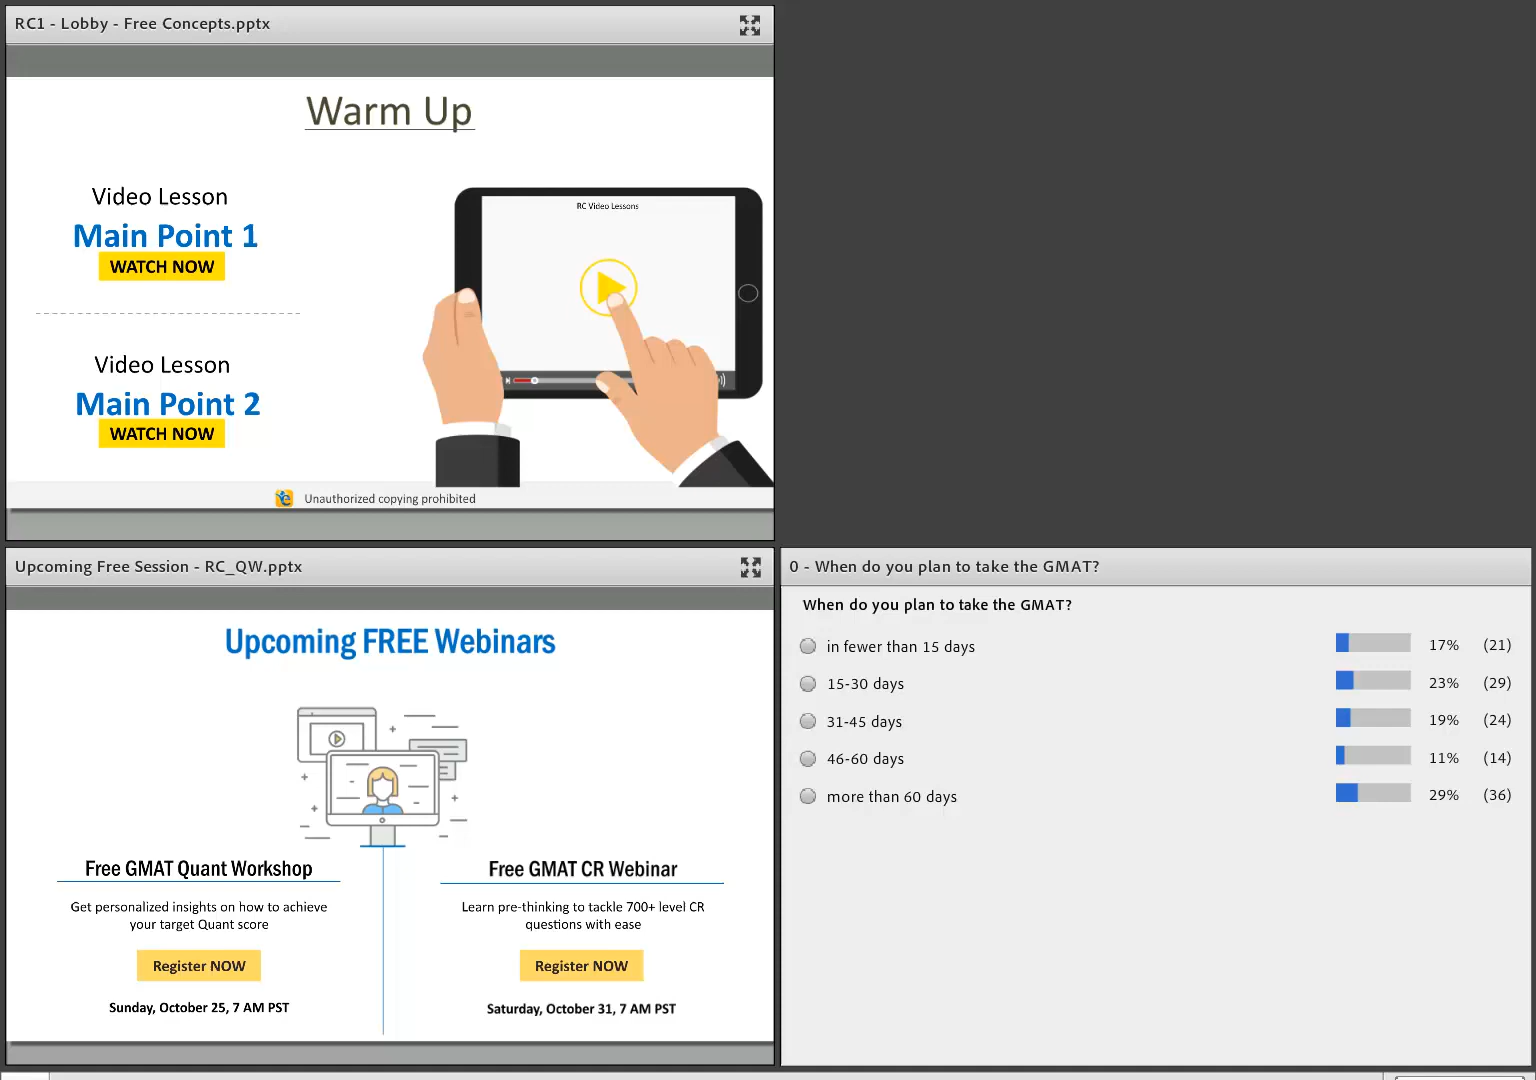 RC1 - Lobby - Free Concepts.pptx
Warm Up
Video Lesson
Main Point 1
WATCH NOW
Video Lesson
Main Point 2
WATCH NOW
RC Video Lessons
Unauthorized copying prohibited
Upcoming Free Session - RC_QW.pptx
Upcoming FREE Webinars
Free GMAT Quant Workshop
Get personalized insights on how to achieve
your target Quant score
Register NOW
Sunday, October 25, 7 AM PST
Free GMAT CR Webinar
Learn pre-thinking to tackle 700+ level CR
questions with ease
Register NOW
Saturday, October 31, 7 AM PST
0 - When do you plan to take the GMAT?
When do you plan to take the GMAT?
in fewer than 15 days 17% (21)
15-30 days 23% (29)
31-45 days 19% (24)
46-60 days 11% (14)
more than 60 days 29% (36)